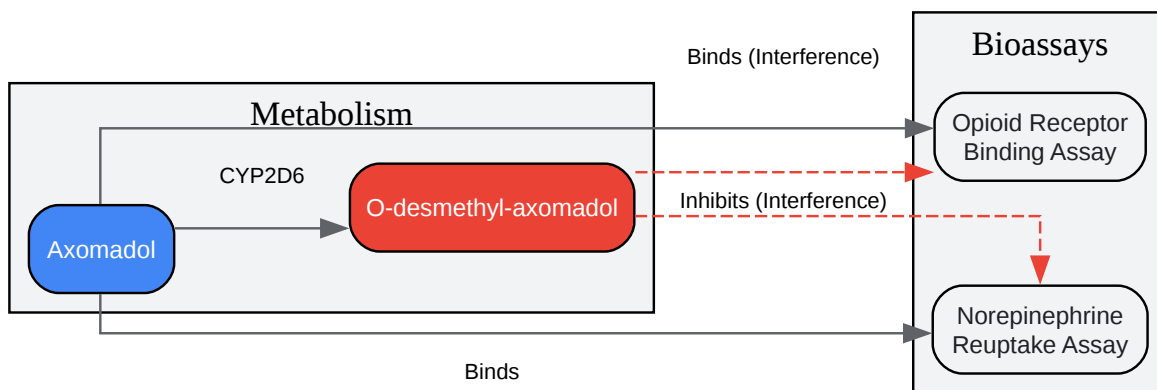 Bioassays
Binds (Interference)
Metabolism
Opioid Receptor
Binding Assay
CYP2D6
O-desmethyl-axomadol
Inhibits (Interference)
Axomadol
Norepinephrine
Reuptake Assay
Binds